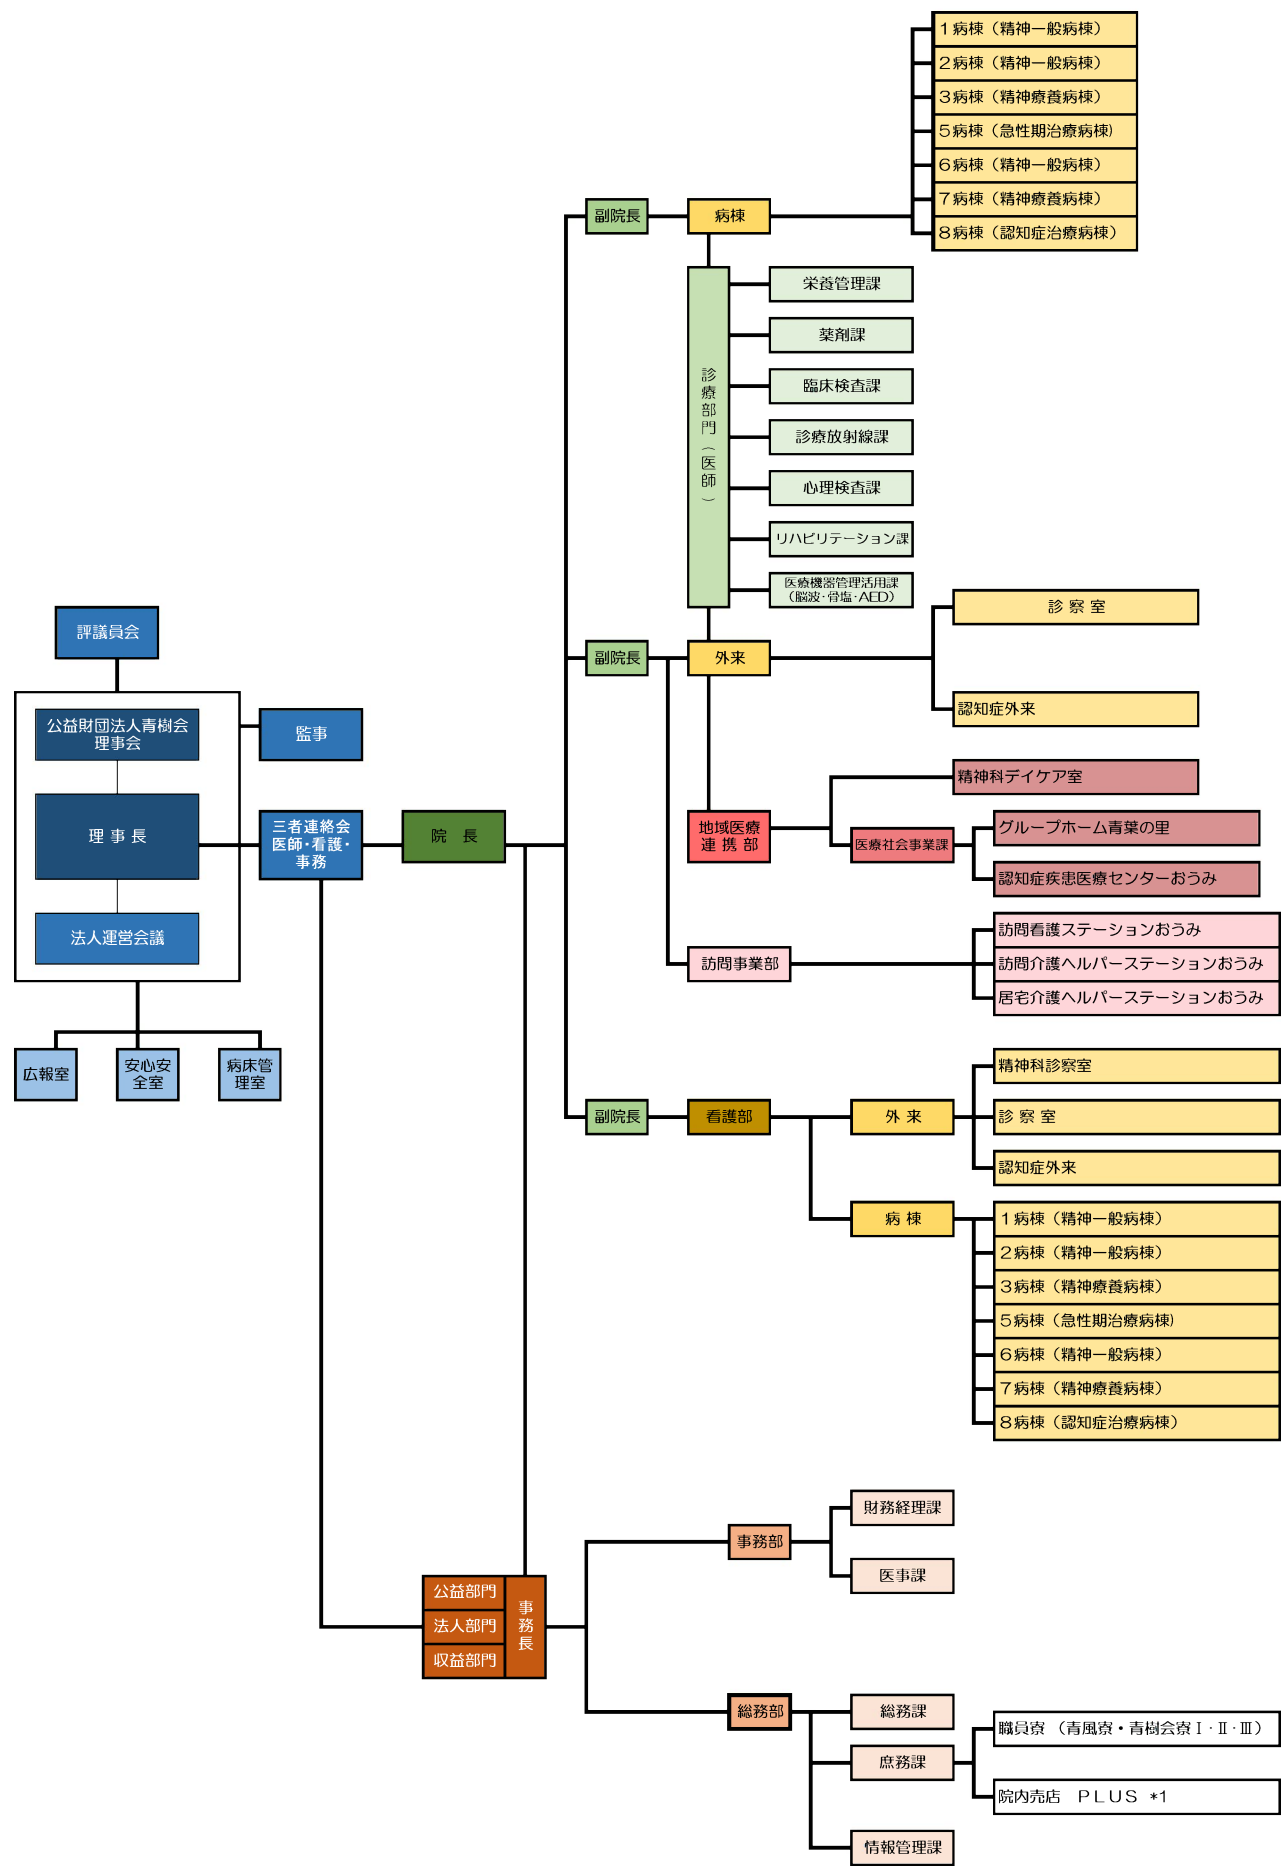 １病棟（精神一般病棟）
２病棟（精神一般病棟）
３病棟（精神療養病棟）
５病棟（急性期治療病棟)
６病棟（精神一般病棟）
７病棟（精神療養病棟）
８病棟（認知症治療病棟）
副院長
病棟
診療部門（医師）
栄養管理課
薬剤課
臨床検査課
診療放射線課
心理検査課
リハビリテーション課
医療機器管理活用課
（脳波･骨塩･AED）
診 察 室
副院長
外来
認知症外来
評議員会
公益財団法人青樹会
理事会
監事
理 事 長
三者連絡会
医師･看護･
事務
院　長
法人運営会議
広報室
安心安
全室
病床管
理室
精神科デイケア室
地域医療
連 携 部
医療社会事業課
グループホーム青葉の里
認知症疾患医療センターおうみ
訪問事業部
訪問看護ステーションおうみ
訪問介護ヘルパーステーションおうみ
居宅介護ヘルパーステーションおうみ
副院長
看護部
外 来
精神科診察室
診 察 室
認知症外来
病 棟
１病棟（精神一般病棟）
２病棟（精神一般病棟）
３病棟（精神療養病棟）
５病棟（急性期治療病棟)
６病棟（精神一般病棟）
７病棟（精神療養病棟）
８病棟（認知症治療病棟）
公益部門
法人部門
収益部門
事務長
事務部
財務経理課
医事課
総務部
総務課
庶務課
情報管理課
職員寮 （青風寮・青樹会寮Ⅰ･Ⅱ･Ⅲ）
院内売店　ＰＬＵＳ *1